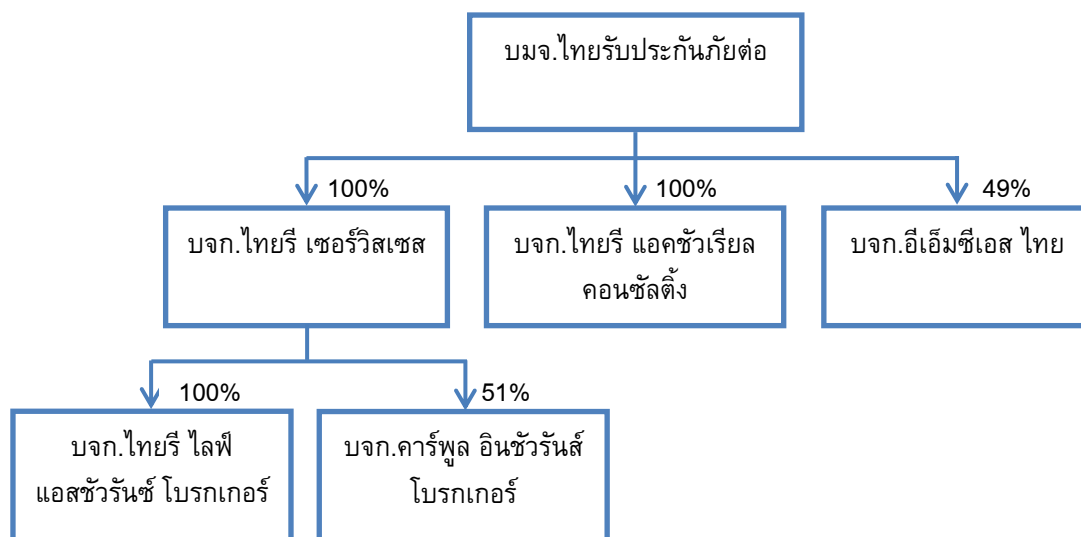 บมจ.ไทยรับประกันภัยต่อ
100%
100%
49%
บจก.ไทยรี เซอร์วิสเซส
บจก.ไทยรี แอคชัวเรียล
คอนซัลติ้ง
บจก.อีเอ็มซีเอส ไทย
100%
51%
บจก.ไทยรี ไลฟ์
แอสชัวรันซ์ โบรกเกอร์
บจก.คาร์พูล อินชัวรันส์
โบรกเกอร์